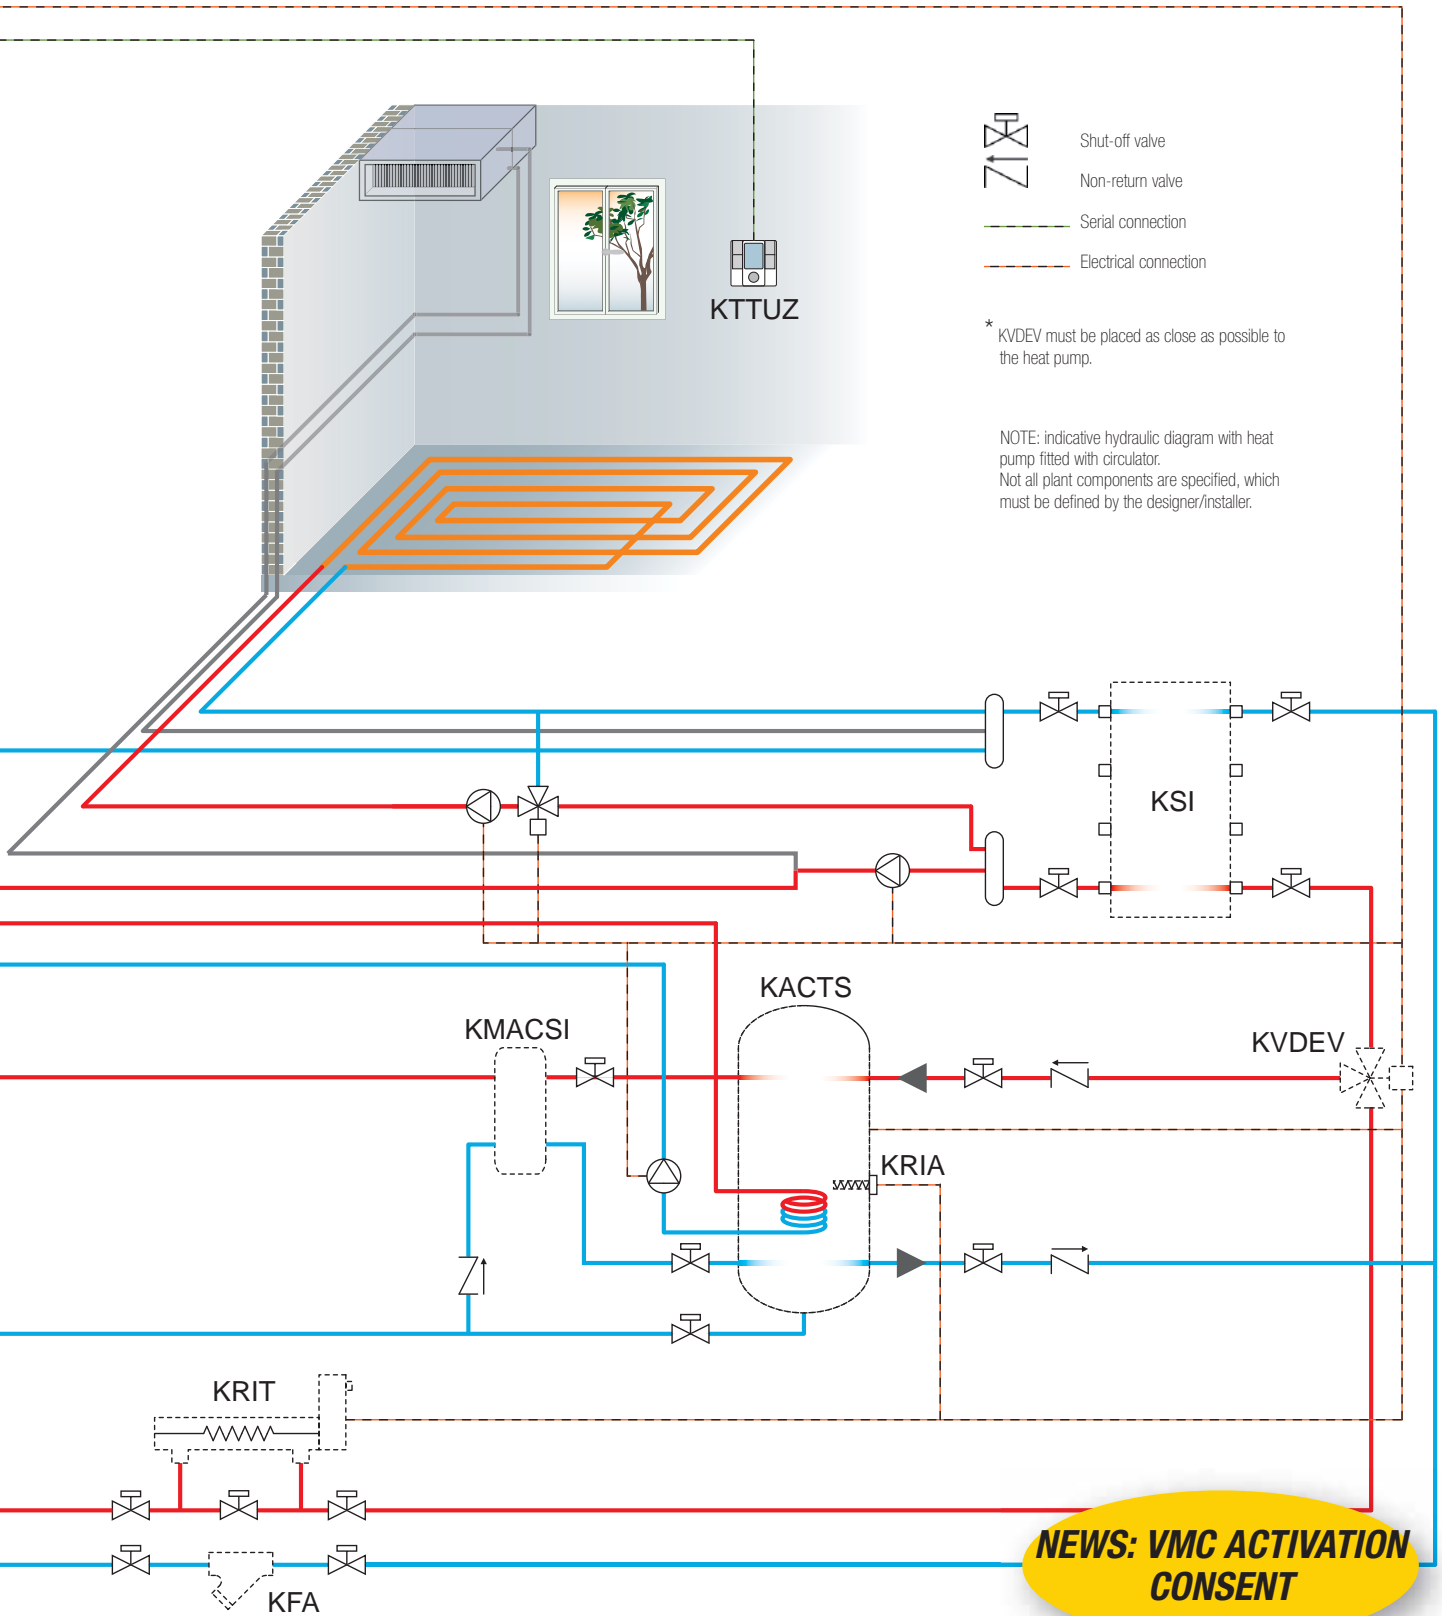 Shut-off valve
Non-return valve
Serial connection
Electrical connection
KTTUZ
* KVDEV must be placed as close as possible to
the heat pump.
NOTE: indicative hydraulic diagram with heat
pump fitted with circulator.
Not all plant components are specified, which
must be defined by the designer/installer.
KSI
KACTS
KMACSI
KVDEV
KRIA
KRIT
KFA
NEWS: VMC ACTIVATION
CONSENT